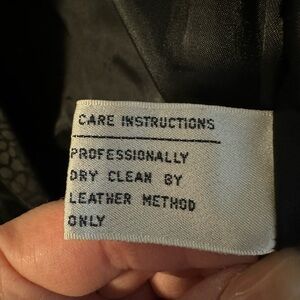 CARE INSTRUCTIONS
PROFESSIONALLY
DRY CLEAN BY
LEATHER METHOD
ONLY